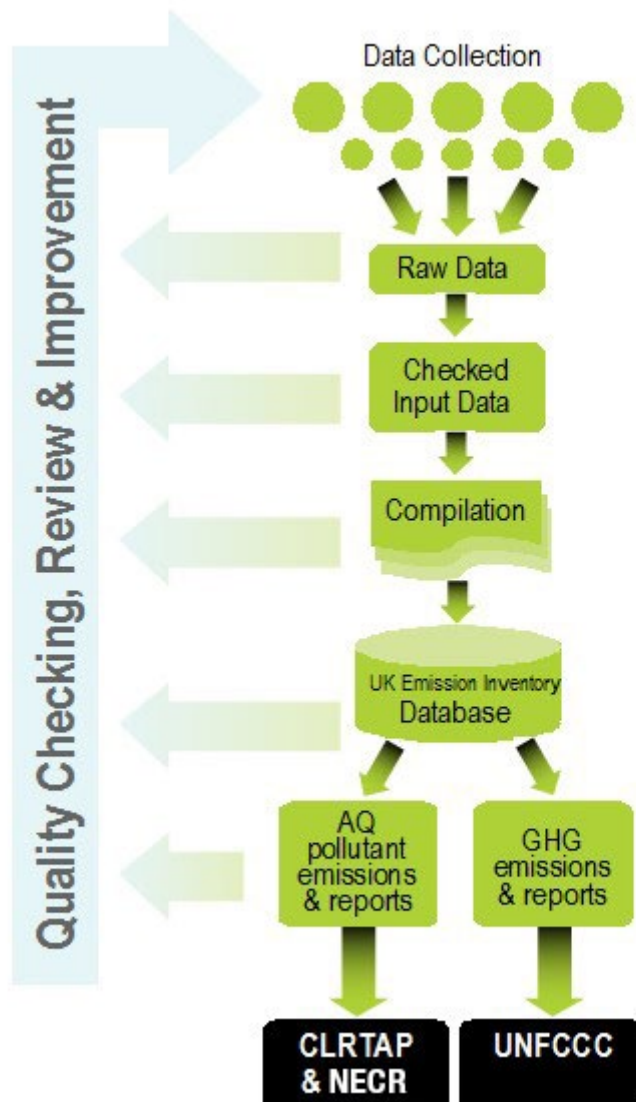 Data Collection
Quality Checking, Review & Improvement
Raw Data
Checked
Input Data
Compilation
UK Emission Inventory
Database
AQ
pollutant
emissions
& reports
GHG
emissions
& reports
CLRTAP
& NECR
UNFCCC